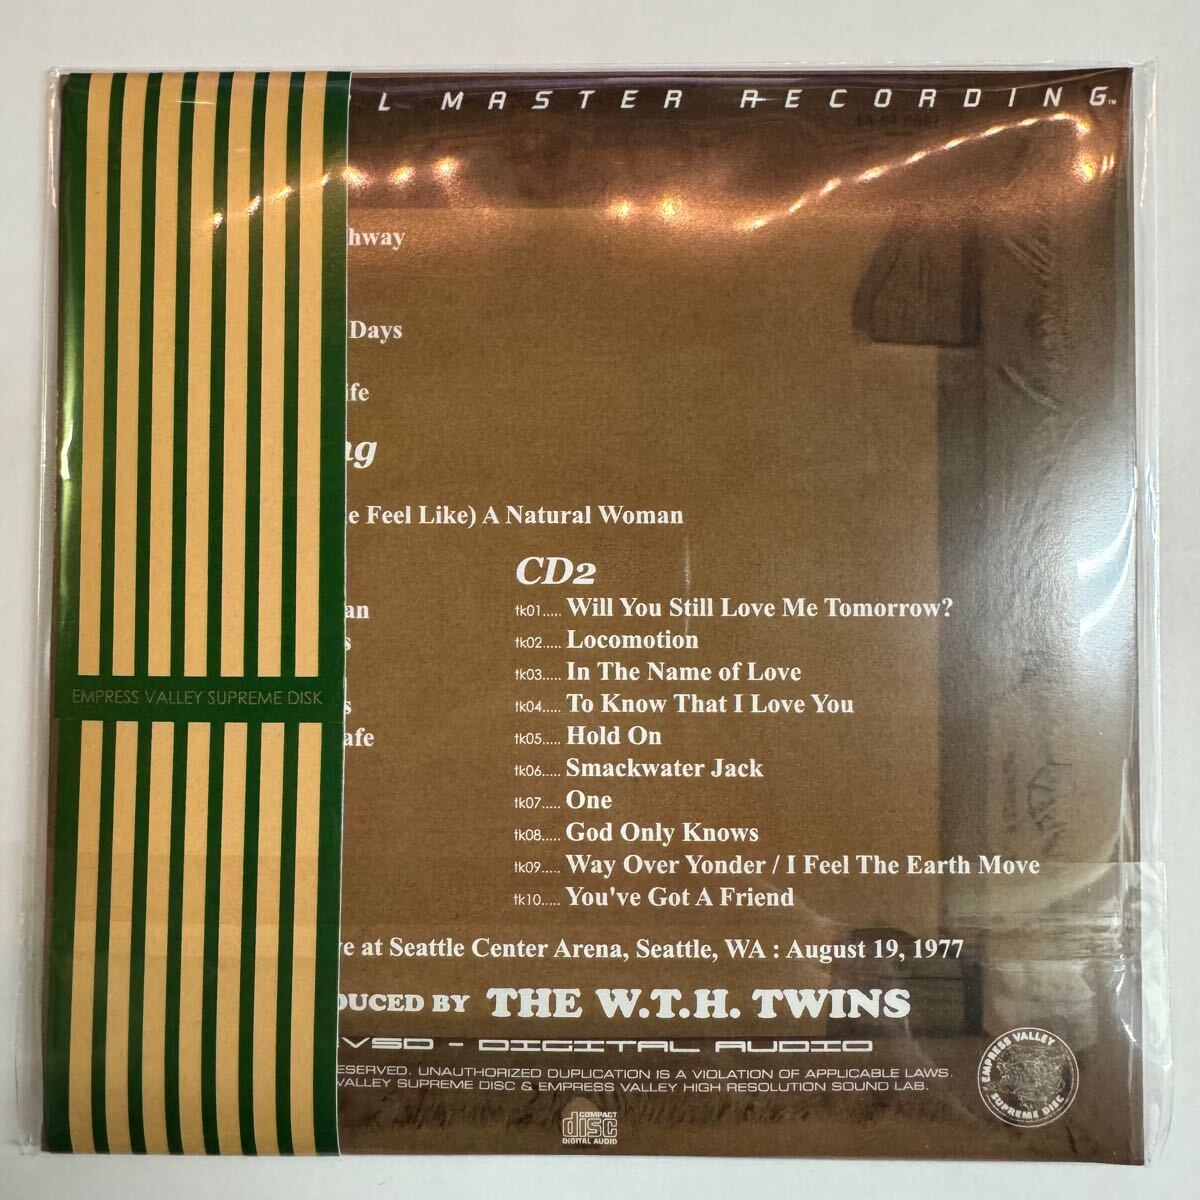 L MASTER RECORDING™
hway
Days
ife
ng
e Feel Like) A Natural Woman
CD2
an
tk01..... Will You Still Love Me Tomorrow?
s
tk02..... Locomotion
tk03..... In The Name of Love
EMPRESS VALLEY SUPREME DISK
s
tk04..... To Know That I Love You
afe
tk05..... Hold On
tk06..... Smackwater Jack
tk07..... One
tk08..... God Only Knows
tk09..... Way Over Yonder / I Feel The Earth Move
tk10..... You've Got A Friend
ve at Seattle Center Arena, Seattle, WA : August 19, 1977
DUCED BY THE W.T.H. TWINS
EVSD - DIGITAL AUDIO
ESERVED. UNAUTHORIZED DUPLICATION IS A VIOLATION OF APPLICABLE LAWS.
VALLEY SUPREME DISC & EMPRESS VALLEY HIGH RESOLUTION SOUND LAB.
EMPRESS VALLEY
SUPREME DISC
COMPACT
disc
DIGITAL AUDIO